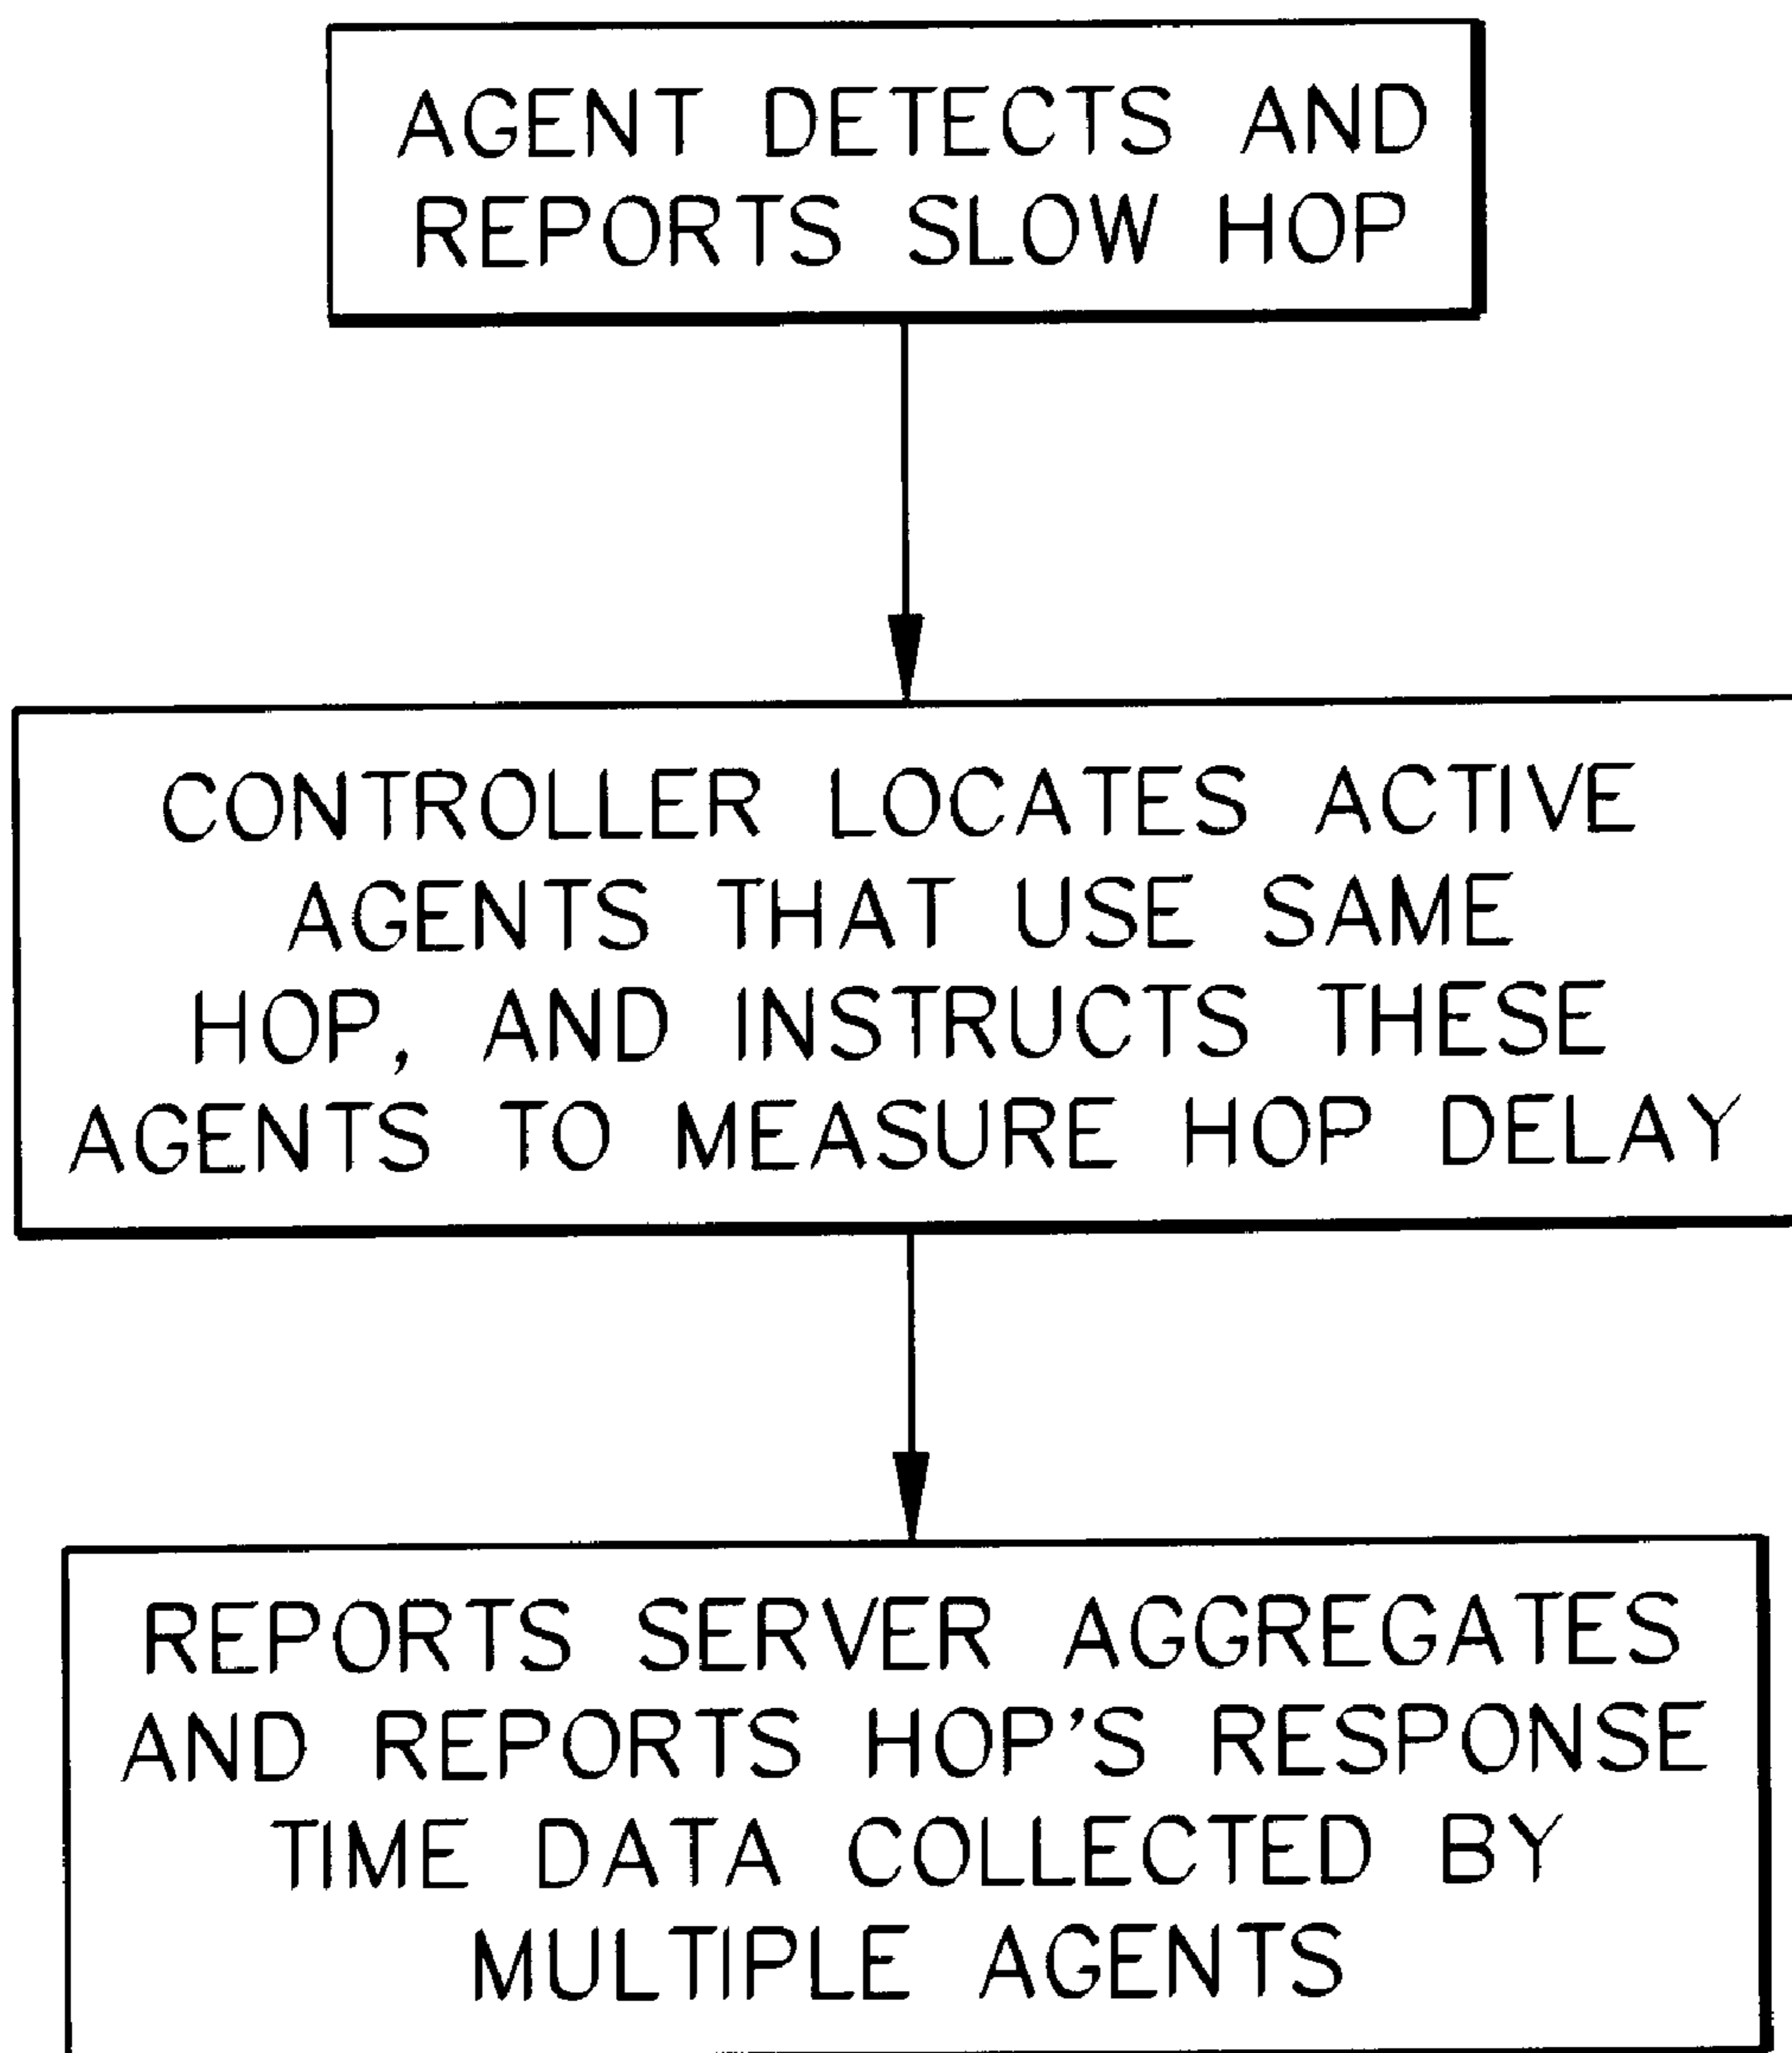 AGENT DETECTS AND
REPORTS SLOW HOP
CONTROLLER LOCATES ACTIVE
AGENTS THAT USE SAME
HOP, AND INSTRUCTS THESE
AGENTS TO MEASURE HOP DELAY
REPORTS SERVER AGGREGATES
AND REPORTS HOP'S RESPONSE
TIME DATA COLLECTED BY
MULTIPLE AGENTS